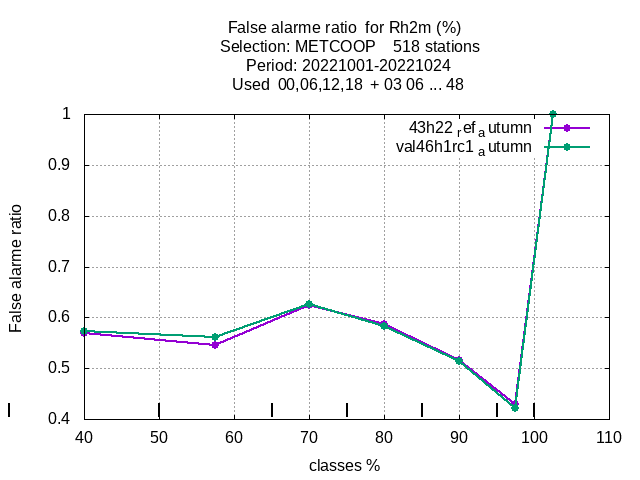 False alarme ratio  for Rh2m (%)
Selection: METCOOP    518 stations
Period: 20221001-20221024
Used  00,06,12,18  + 03 06 ... 48
43h22 ref a utumn
val46h1rc1 a utumn
1
0.9
0.8
0.7
0.6
0.5
0.4
False alarme ratio
40 50 60 70 80 90 100 110
classes %